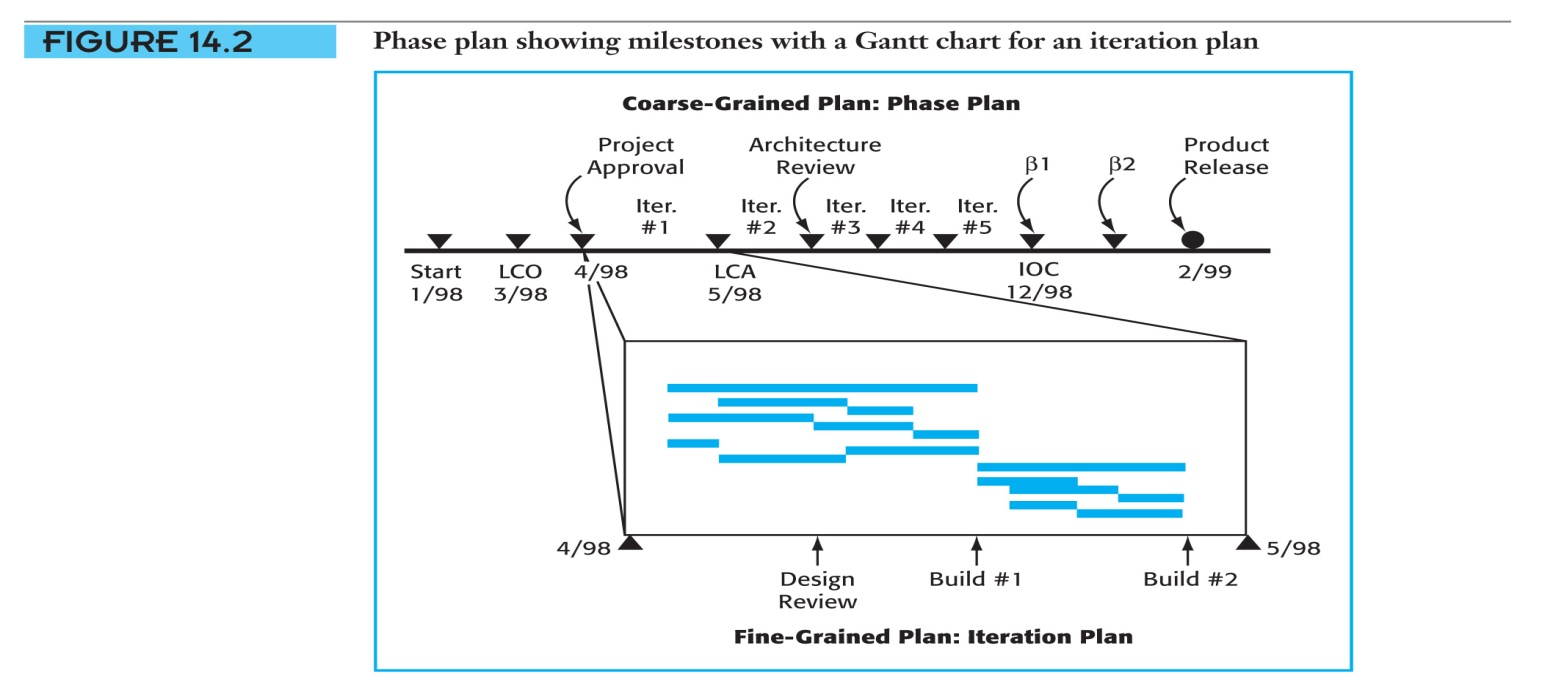 FIGURE 14.2
Phase plan showing milestones with a Gantt chart for an iteration plan
Coarse-Grained Plan: Phase Plan
Project
Approval
Architecture
Review
β1
β2
Product
Release
Iter.
#1
Iter.
#2
Iter.
#3
Iter.
#4
Iter.
#5
Start
1/98
LCO
3/98
4/98
LCA
5/98
IOC
12/98
2/99
4/98
5/98
Design
Review
Build #1
Build #2
Fine-Grained Plan: Iteration Plan